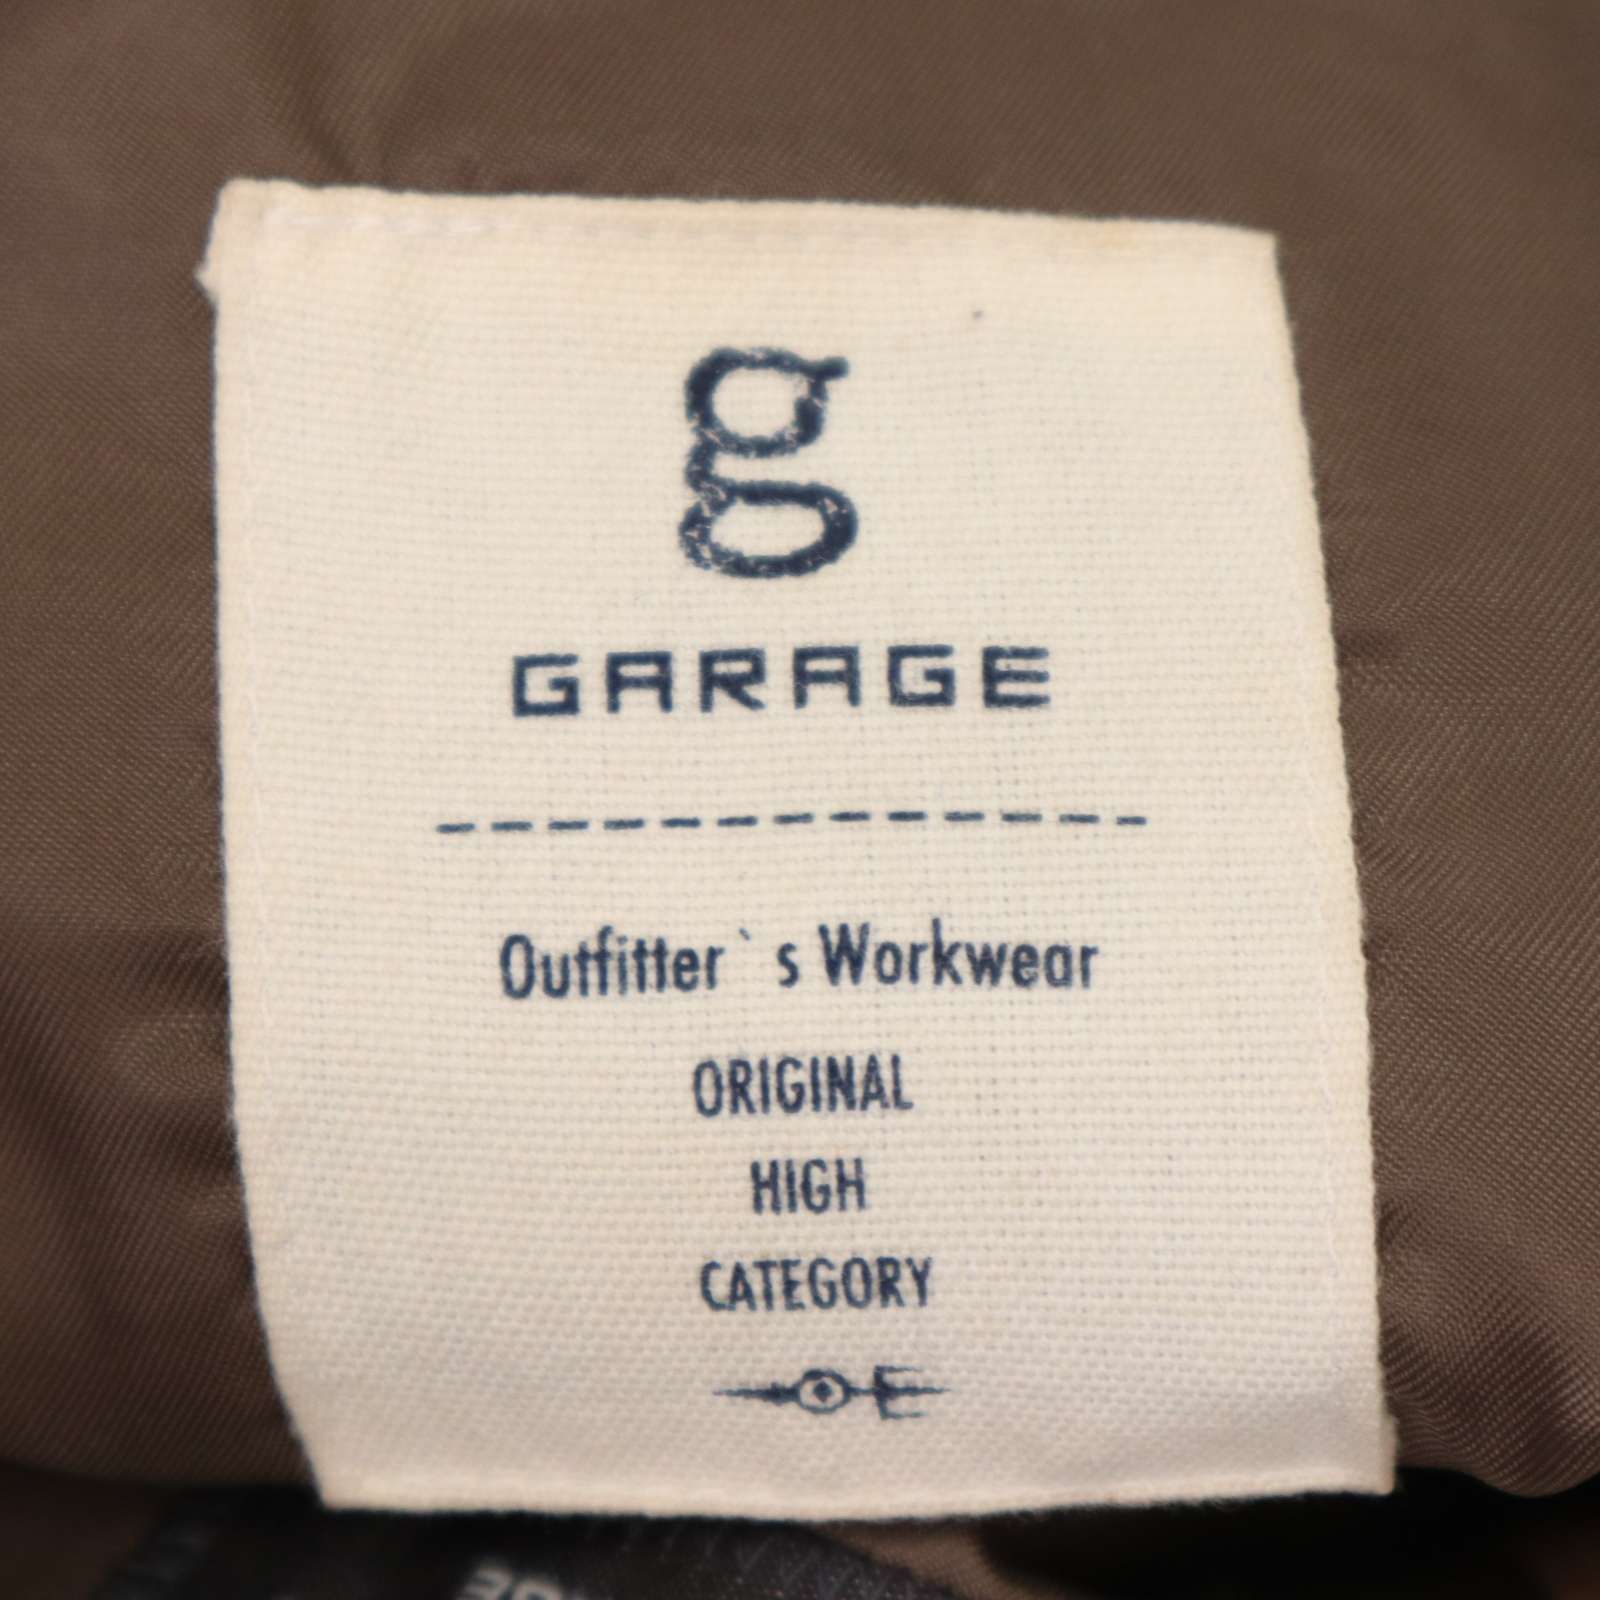 g
GARAGE
Outfitter`s Workwear
ORIGINAL
HIGH
CATEGORY